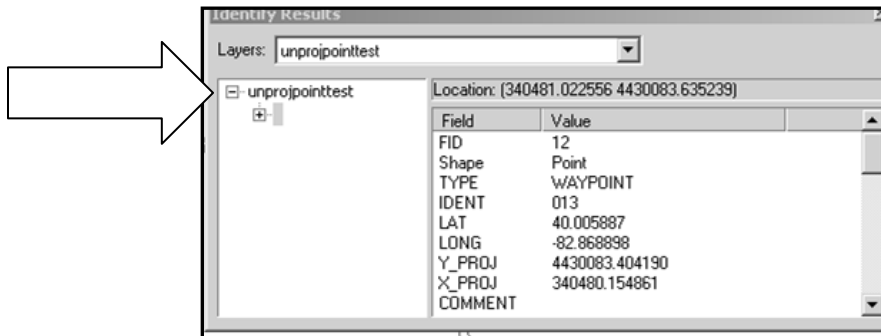 Identify Results
Layers: unprojpointtest
unprojpointtest
Location: (340481.022556 4430083.635239)
Field Value
FID 12
Shape Point
TYPE WAYPOINT
IDENT 013
LAT 40.005887
LONG -82.868898
Y_PROJ 4430083.404190
X_PROJ 340480.154861
COMMENT